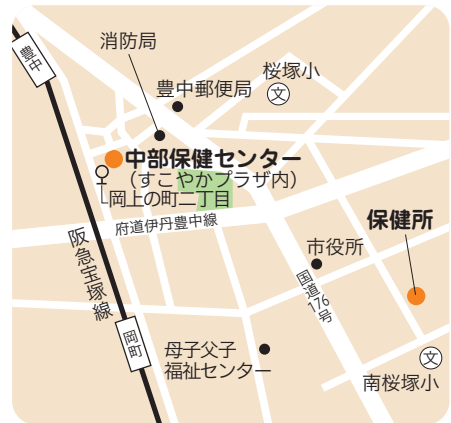 豊中
消防局
豊中郵便局
桜塚小
文
中部保健センター
(すこやかプラザ内)
岡上の町二丁目
府道伊丹豊中線
保健所
阪急宝塚線
市役所
国道176号
岡町
母子父子
福祉センター
文
南桜塚小